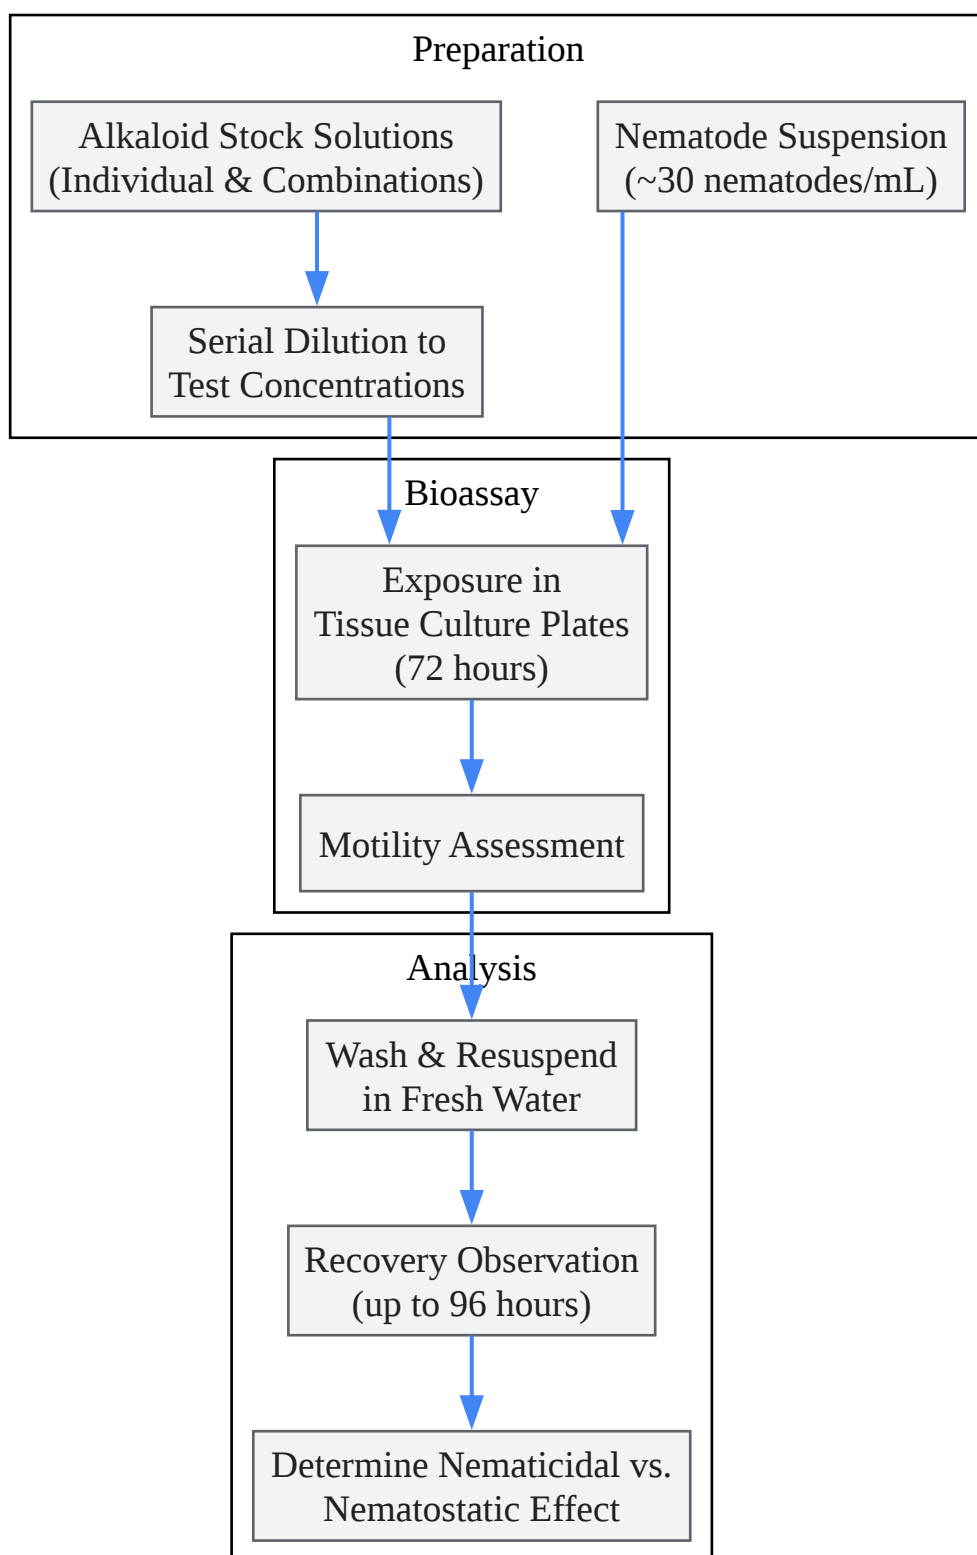 Preparation
Alkaloid Stock Solutions
(Individual & Combinations)
Nematode Suspension
(~30 nematodes/mL)
Serial Dilution to
Test Concentrations
Bioassay
Exposure in
Tissue Culture Plates
(72 hours)
Motility Assessment
Analysis
Wash & Resuspend
in Fresh Water
Recovery Observation
(up to 96 hours)
Determine Nematicidal vs.
Nematostatic Effect